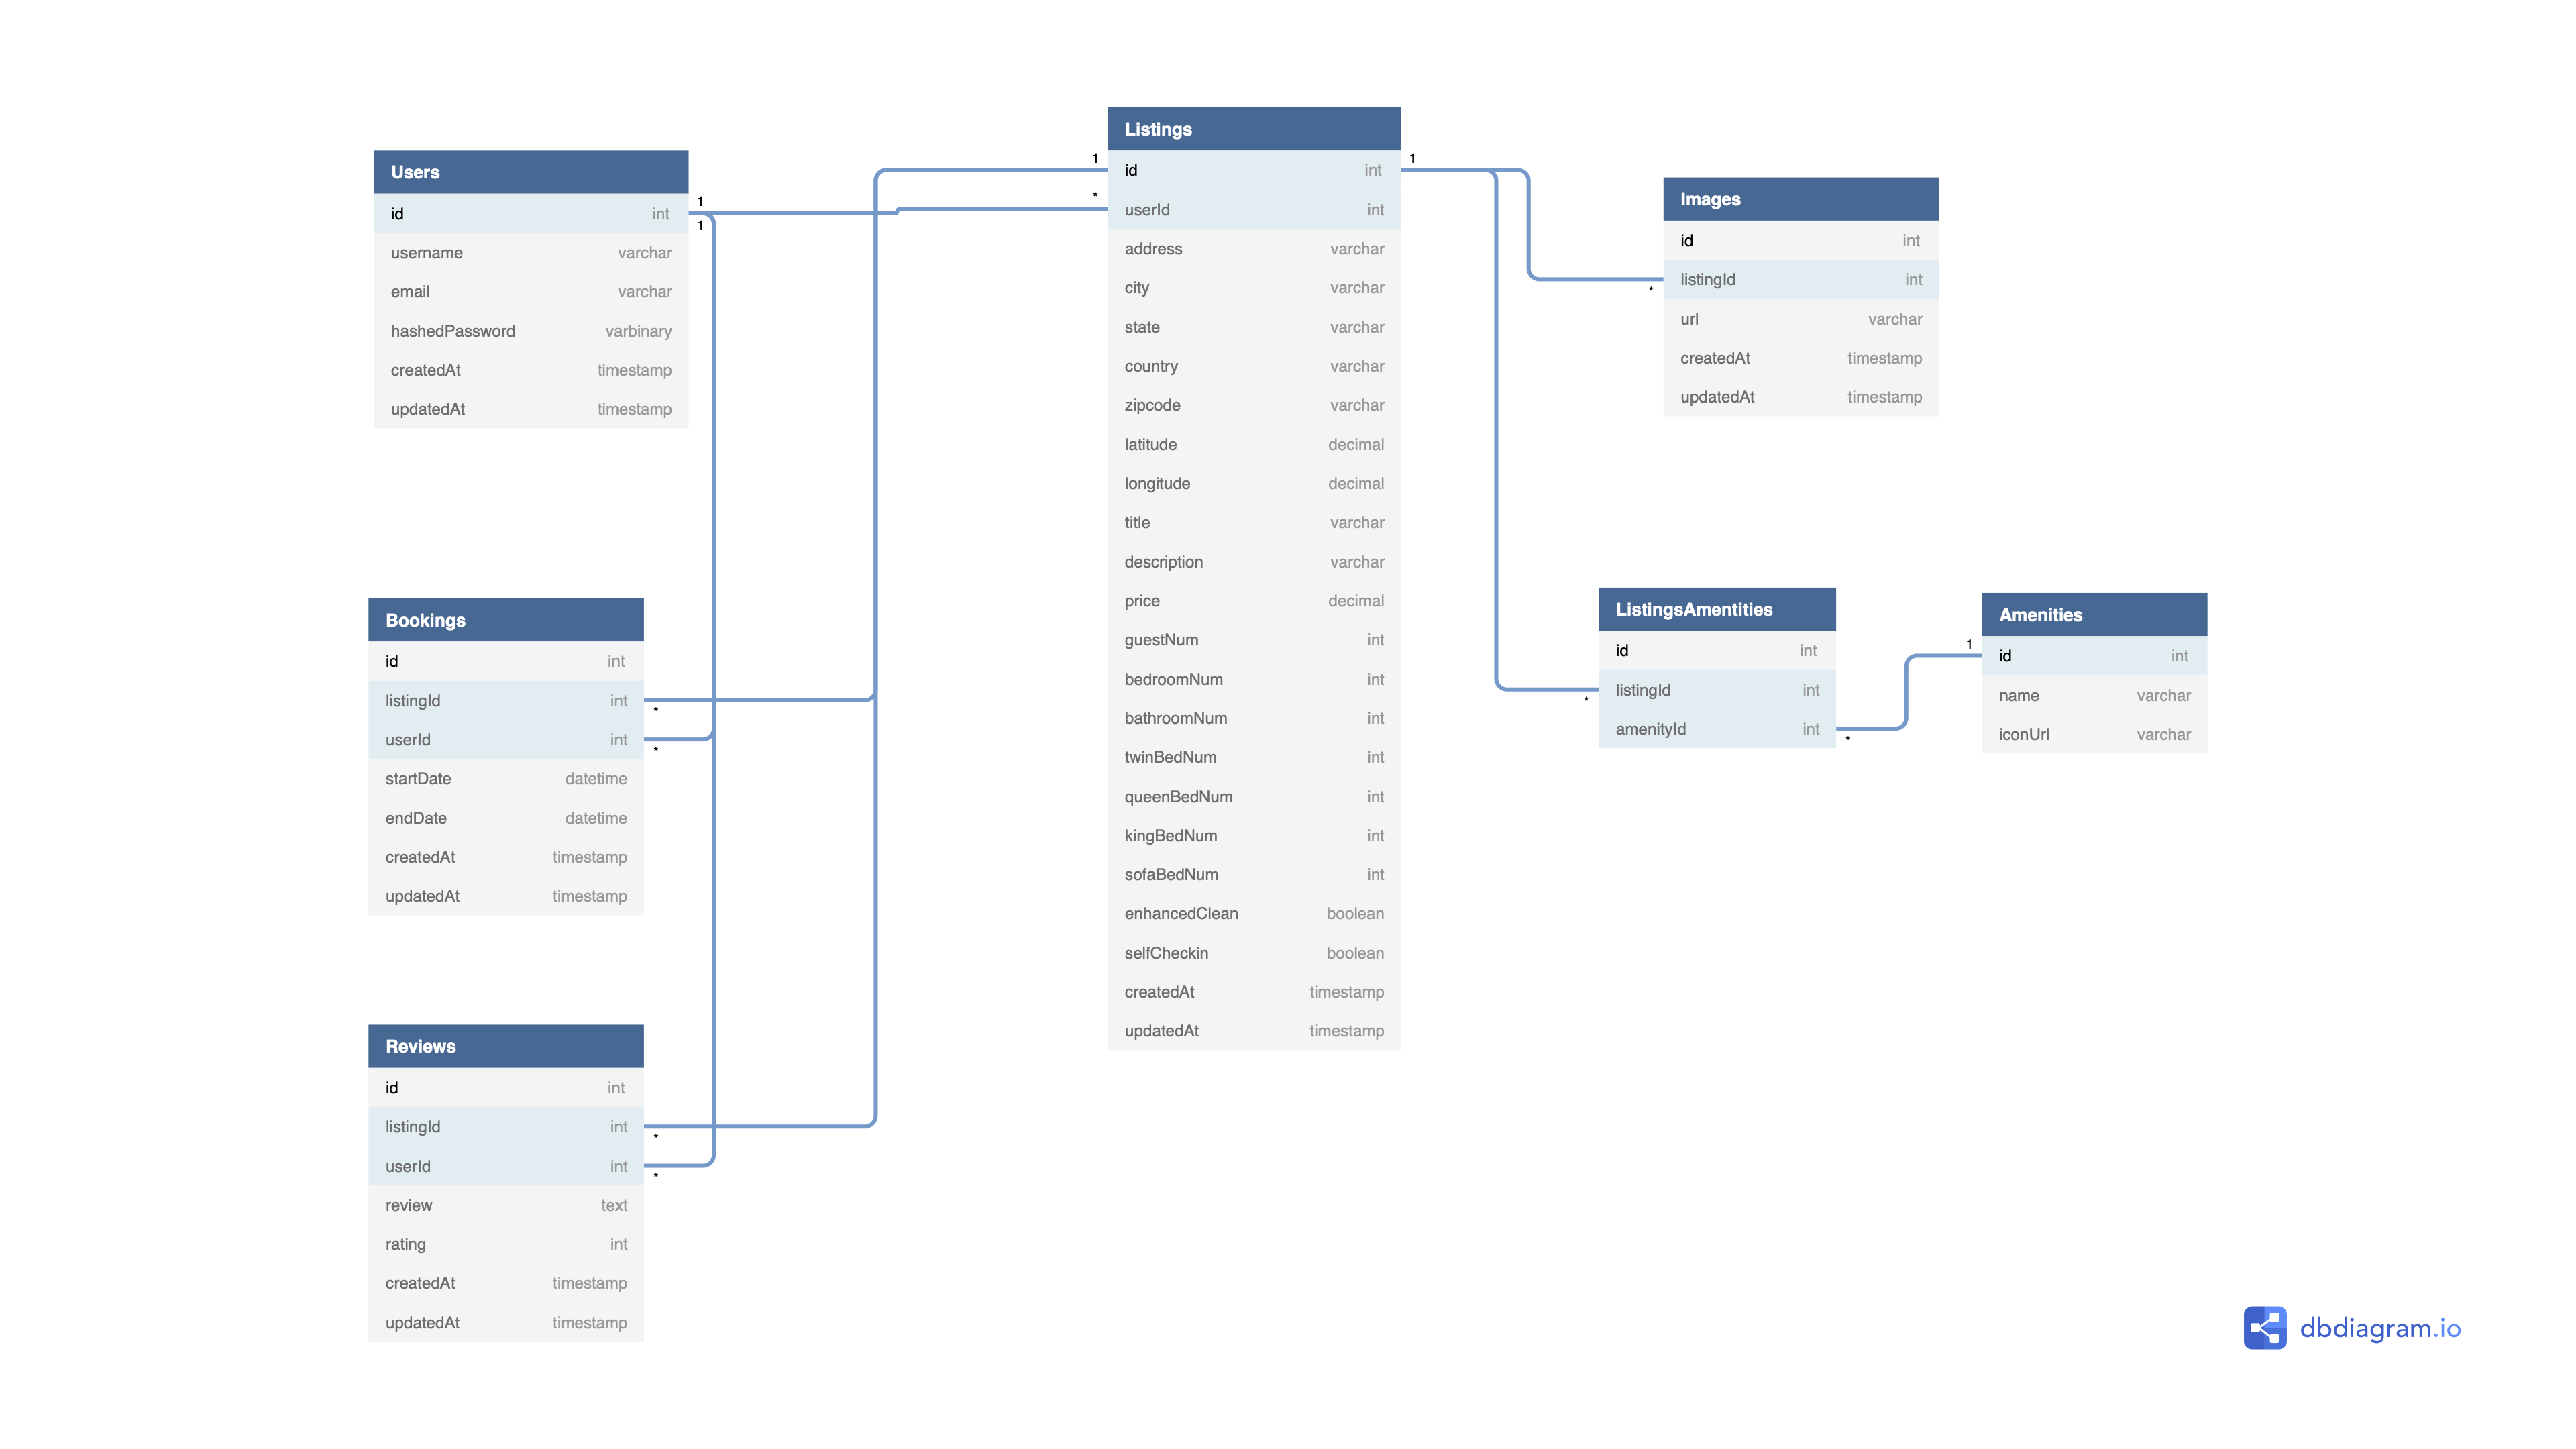 Users
1
id int
1
username varchar
email varchar
hashedPassword varbinary
createdAt timestamp
updatedAt timestamp
Bookings
id int
listingId int
*
userId int
*
startDate datetime
endDate datetime
createdAt timestamp
updatedAt timestamp
Reviews
id int
listingId int
*
userId int
*
review text
rating int
createdAt timestamp
updatedAt timestamp
Listings
1 1
id int
*
userId int
address varchar
city varchar
state varchar
country varchar
zipcode varchar
latitude decimal
longitude decimal
title varchar
description varchar
price decimal
guestNum int
bedroomNum int
bathroomNum int
twinBedNum int
queenBedNum int
kingBedNum int
sofaBedNum int
enhancedClean boolean
selfCheckin boolean
createdAt timestamp
updatedAt timestamp
Images
id int
listingId int
*
url varchar
createdAt timestamp
updatedAt timestamp
ListingsAmentities
id int
listingId int
*
amenityId int
*
Amenities
1
id int
name varchar
iconUrl varchar
dbdiagram.io